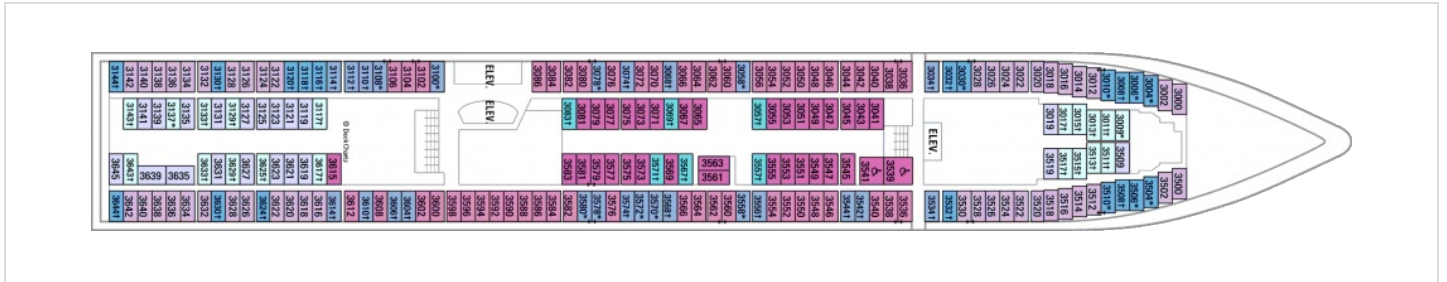 3144† 3142 3140 3138 3136 3134 3132 3130† 3128 3126 3124 3122 3120† 3118† 3116† 3114† 3112† 3110† 3108* 3106 3104 3102 3100* ELEV. 3086 3084 3082 3080 3078* 3076 3074† 3072 3070 3068† 3066 3064 3062 3060 3058* 3056 3054 3052 3050 3048 3046 3044 3042 3040 3038 3036 3034† 3032† 3030* 3028 3026 3024 3022 3020 3018 3016 3014 3012 3010* 3008† 3006* 3004* 3002 3000
3143† 3141 3139 3137* 3135 3133† 3131 3129† 3127 3125 3123 3121 3119 3117† © Deck Chartz ELEV. 3083† 3081 3079 3077 3075 3073 3071 3069† 3067 3065 3057† 3055 3053 3051 3049 3047 3045 3043 3041 ELEV. 3019 3017† 3015† 3013† 3011† 3009*
3645 3643† 3639 3635 3633† 3631 3629† 3627 3625† 3623 3621 3619 3617† 3615 3583 3581 3579 3577 3575 3573 3571† 3569 3567† 3563 3561 3557† 3555 3553 3551 3549 3547 3545 3541 3539 3519 3517† 3515† 3513† 3511† 3509
3644† 3642 3640 3638 3636 3634 3632 3630† 3628 3626 3624† 3622 3620 3618 3616 3614† 3612 3610† 3608 3606† 3604† 3602 3600 3598 3596 3594 3592 3590 3588 3586 3584 3582 3580* 3578* 3576 3574† 3572* 3570* 3568† 3566 3564 3562 3560 3558* 3556† 3554 3552 3550 3548 3546 3544† 3542† 3540 3538 3536 3534† 3532† 3530 3528 3526 3524 3522 3520 3518 3516 3514 3512 3510* 3508† 3506* 3504* 3502 3500